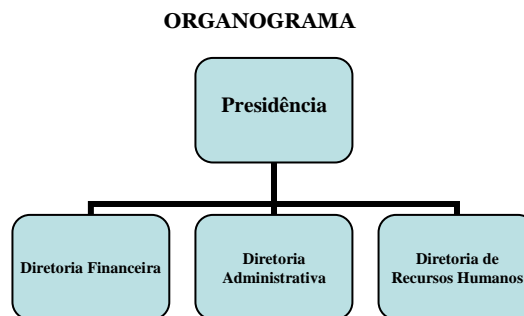 ORGANOGRAMA
Presidência
Diretoria Financeira
Diretoria
Administrativa
Diretoria de
Recursos Humanos